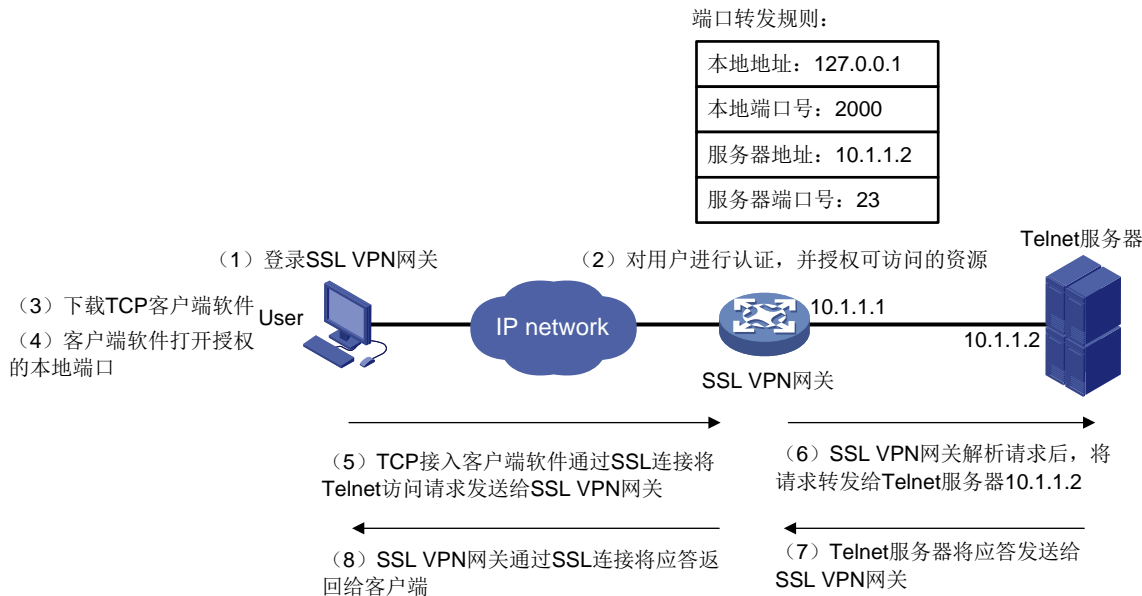 端口转发规则：
本地地址：127.0.0.1
本地端口号：2000
服务器地址：10.1.1.2
服务器端口号：23
Telnet服务器
（1）登录SSL VPN网关
（2）对用户进行认证，并授权可访问的资源
（3）下载TCP客户端软件
（4）客户端软件打开授权
的本地端口
User
IP network
10.1.1.1
10.1.1.2
SSL VPN网关
（5）TCP接入客户端软件通过SSL连接将
Telnet访问请求发送给SSL VPN网关
（6）SSL VPN网关解析请求后，将
请求转发给Telnet服务器10.1.1.2
（8）SSL VPN网关通过SSL连接将应答返
回给客户端
（7）Telnet服务器将应答发送给
SSL VPN网关